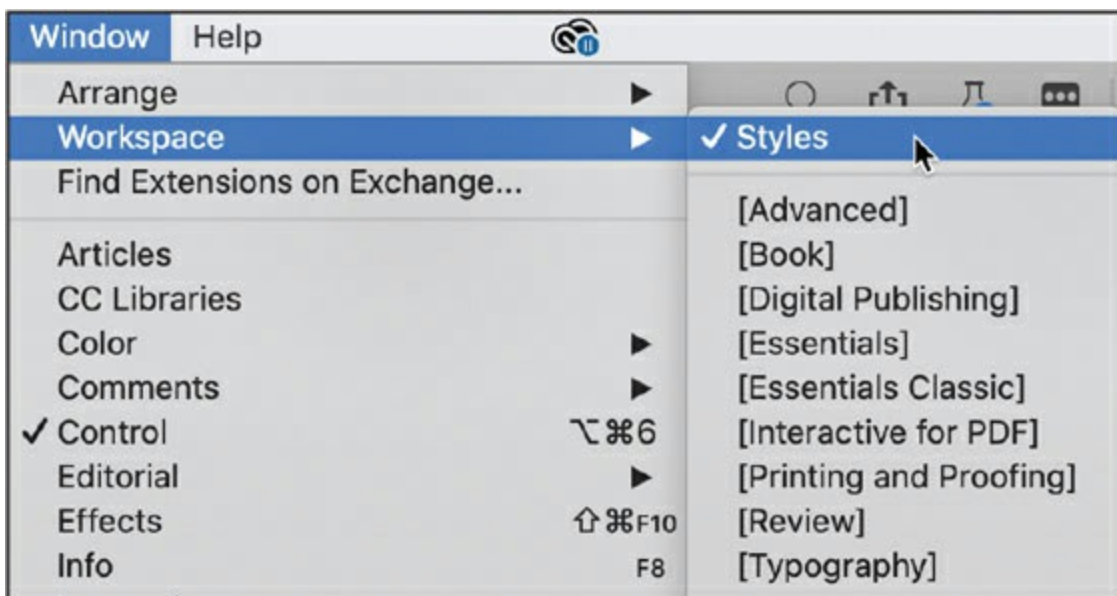 Window Help
Arrange
Workspace
Find Extensions on Exchange...
Articles
CC Libraries
Color
Comments
✓ Control ⌥⌘6
Editorial
Effects ⇧⌘F10
Info F8
✓ Styles
[Advanced]
[Book]
[Digital Publishing]
[Essentials]
[Essentials Classic]
[Interactive for PDF]
[Printing and Proofing]
[Review]
[Typography]